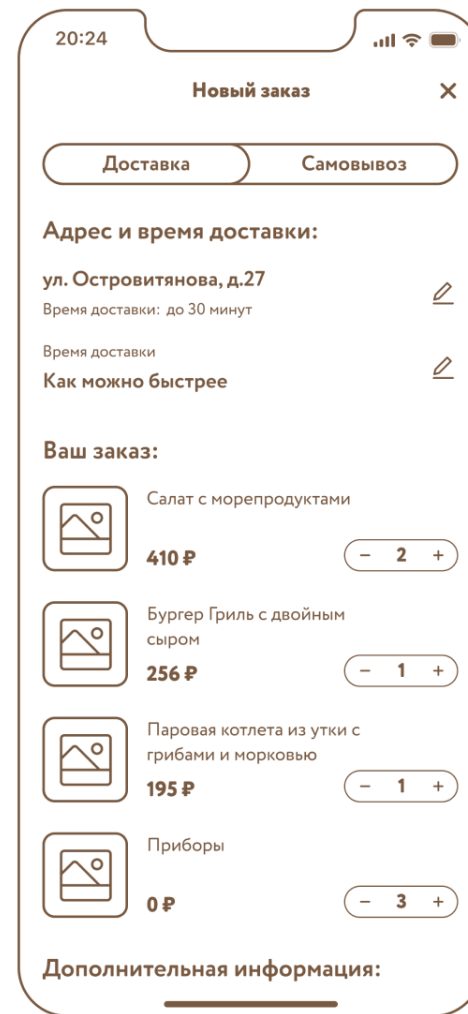 20:24
Новый заказ
Доставка Самовывоз
Адрес и время доставки:
ул. Островитянова, д.27
Время доставки: до 30 минут
Время доставки
Как можно быстрее
Ваш заказ:
Салат с морепродуктами
410 ₽ − 2 +
Бургер Гриль с двойным
сыром
256 ₽ − 1 +
Паровая котлета из утки с
грибами и морковью
195 ₽ − 1 +
Приборы
0 ₽ − 3 +
Дополнительная информация: